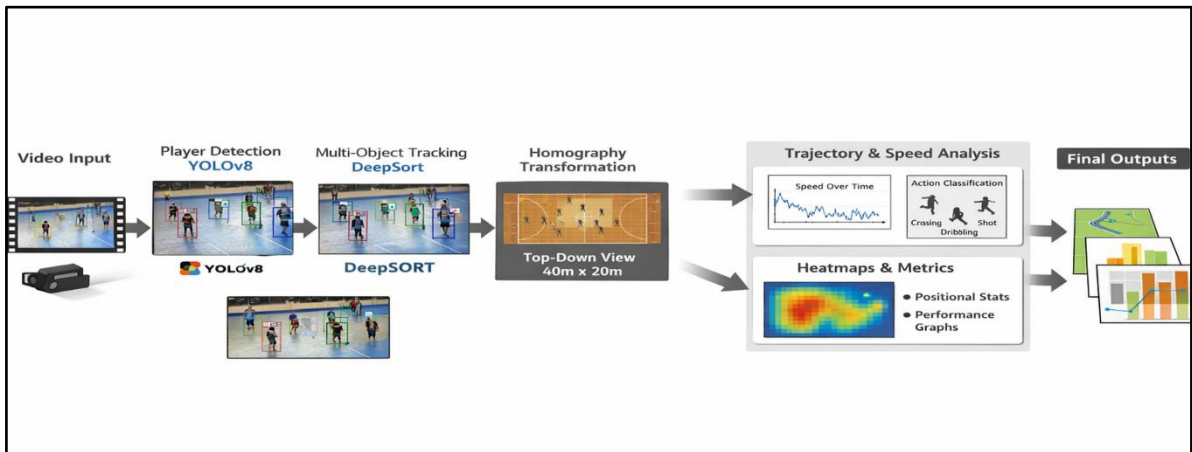 Video Input
Player Detection
YOLOv8
YOLOv8
Multi-Object Tracking
DeepSort
DeepSORT
Homography
Transformation
Top-Down View
40m x 20m
Trajectory & Speed Analysis
Speed Over Time
Action Classification
Crasing
Shot
Dribbling
Heatmaps & Metrics
● Positional Stats
● Performance
Graphs
Final Outputs